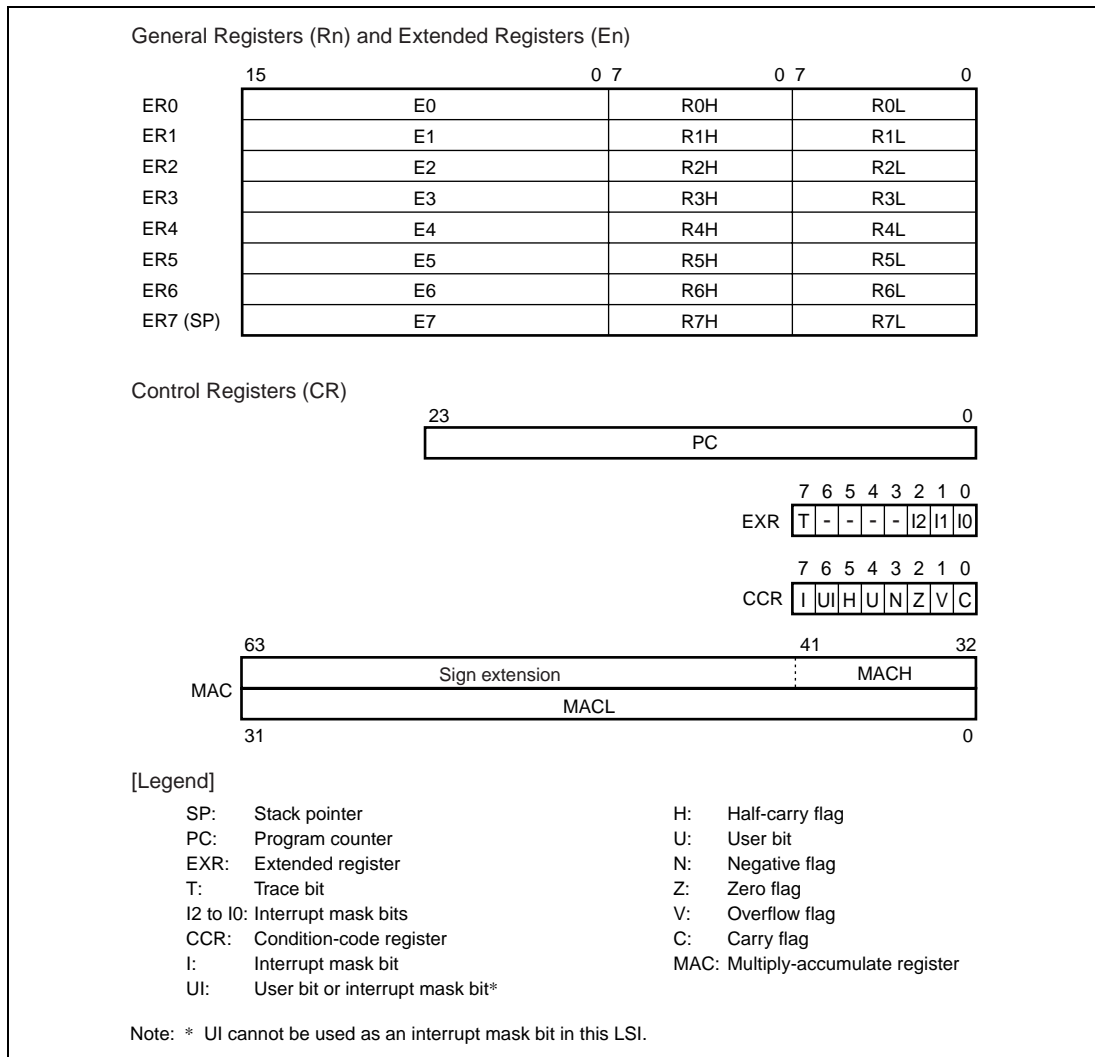 General Registers (Rn) and Extended Registers (En)
15 0 7 0 7 0
ER0 E0 R0H R0L
ER1 E1 R1H R1L
ER2 E2 R2H R2L
ER3 E3 R3H R3L
ER4 E4 R4H R4L
ER5 E5 R5H R5L
ER6 E6 R6H R6L
ER7 (SP) E7 R7H R7L
Control Registers (CR)
23 0
PC
7 6 5 4 3 2 1 0
EXR T - - - - I2 I1 I0
7 6 5 4 3 2 1 0
CCR I UI H U N Z V C
63 41 32
MAC Sign extension MACH
MACL
31 0
[Legend]
SP: Stack pointer
PC: Program counter
EXR: Extended register
T: Trace bit
I2 to I0: Interrupt mask bits
CCR: Condition-code register
I: Interrupt mask bit
UI: User bit or interrupt mask bit*
H: Half-carry flag
U: User bit
N: Negative flag
Z: Zero flag
V: Overflow flag
C: Carry flag
MAC: Multiply-accumulate register
Note: * UI cannot be used as an interrupt mask bit in this LSI.